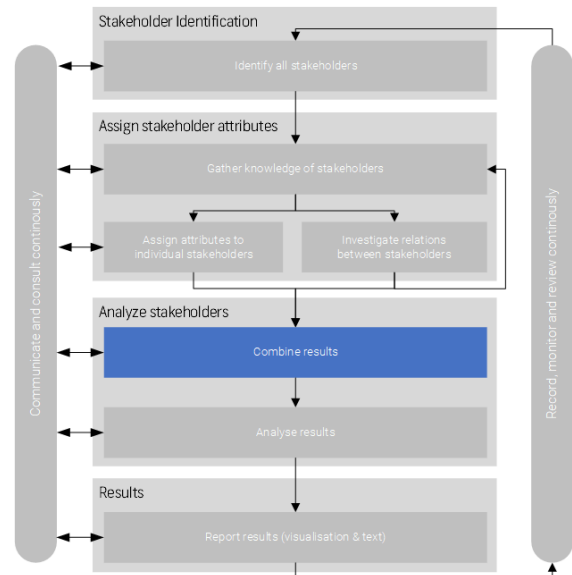 Stakeholder Identification
Identify all stakeholders
Assign stakeholder attributes
Gather knowledge of stakeholders
Assign attributes to
individual stakeholders
Investigate relations
between stakeholders
Analyze stakeholders
Combine results
Analyse results
Results
Report results (visualisation & text)
Communicate and consult continously
Record, monitor and review continously